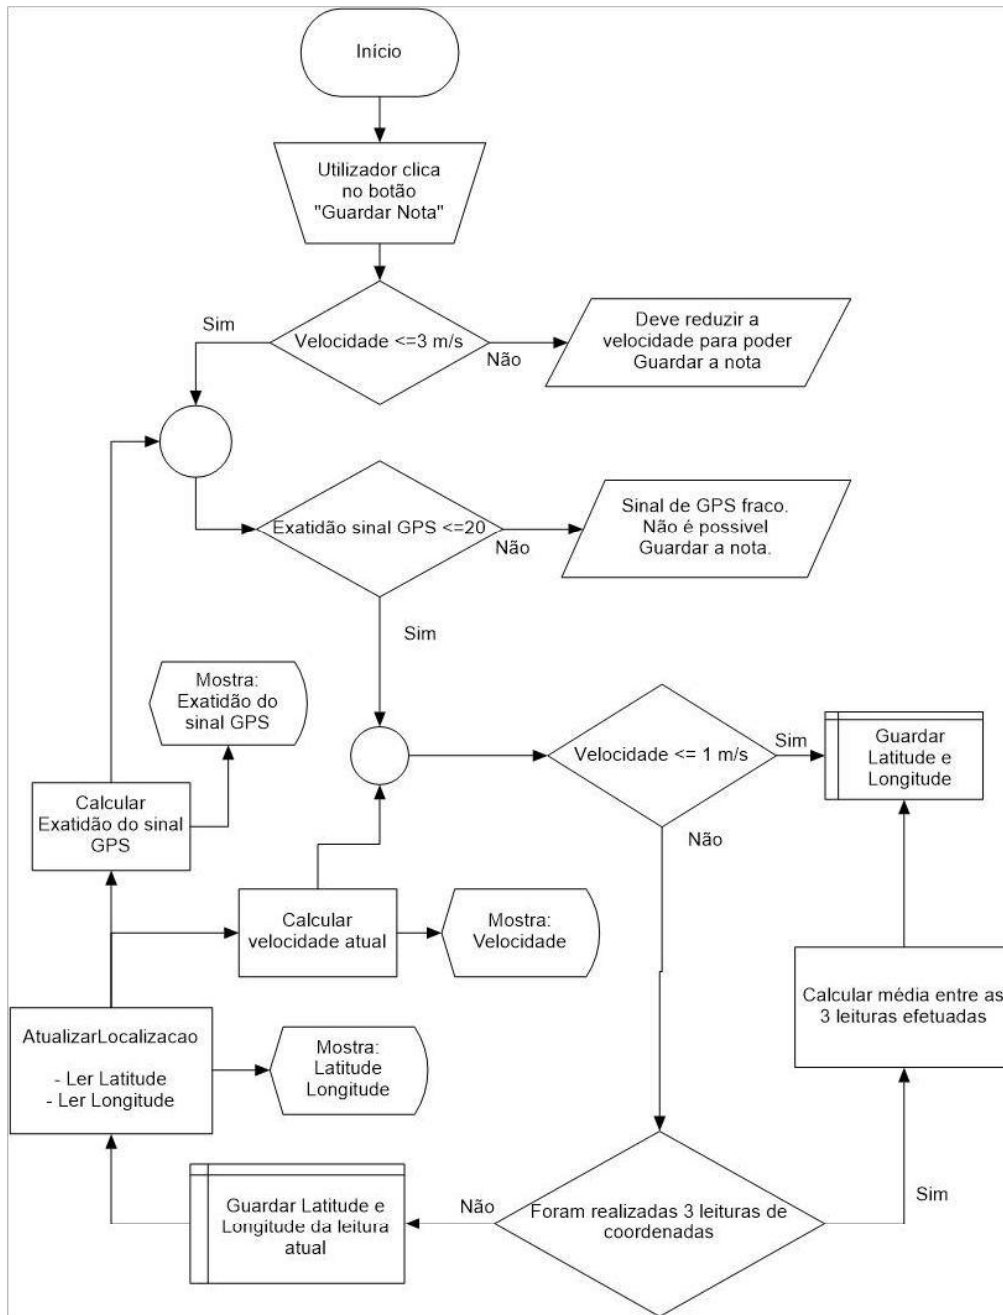 Início
Utilizador clica
no botão
"Guardar Nota"
Sim
Velocidade <=3 m/s
Não
Deve reduzir a
velocidade para poder
Guardar a nota
Exatidão sinal GPS <=20
Não
Sinal de GPS fraco.
Não é possivel
Guardar a nota.
Sim
Mostra:
Exatidão do
sinal GPS
Velocidade <= 1 m/s
Sim
Guardar
Latitude e
Longitude
Calcular
Exatidão do sinal
GPS
Não
Calcular
velocidade atual
Mostra:
Velocidade
Calcular média entre as
3 leituras efetuadas
AtualizarLocalizacao
- Ler Latitude
- Ler Longitude
Mostra:
Latitude
Longitude
Guardar Latitude e
Longitude da leitura
atual
Não
Foram realizadas 3 leituras de
coordenadas
Sim